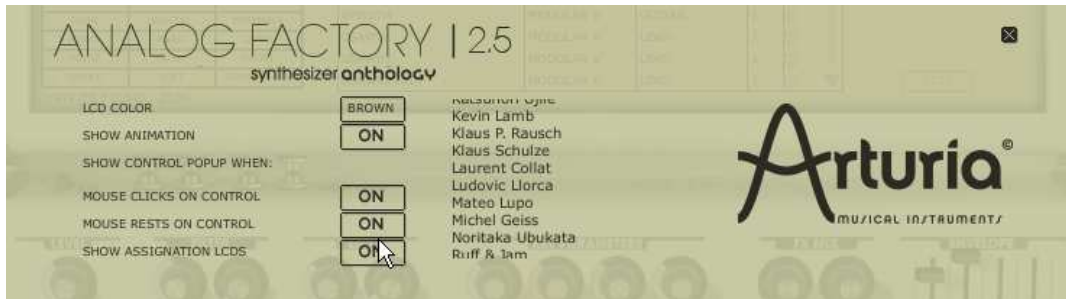 ANALOG FACTORY | 2.5
synthesizer anthology
LCD COLOR BROWN
SHOW ANIMATION ON
SHOW CONTROL POPUP WHEN:
MOUSE CLICKS ON CONTROL ON
MOUSE RESTS ON CONTROL ON
SHOW ASSIGNATION LCDS ON
Katsunori Ujiie
Kevin Lamb
Klaus P. Rausch
Klaus Schulze
Laurent Collat
Ludovic Llorca
Mateo Lupo
Michel Geiss
Noritaka Ubukata
Ruff & Jam
Arturia©
MUSICAL INSTRUMENTS